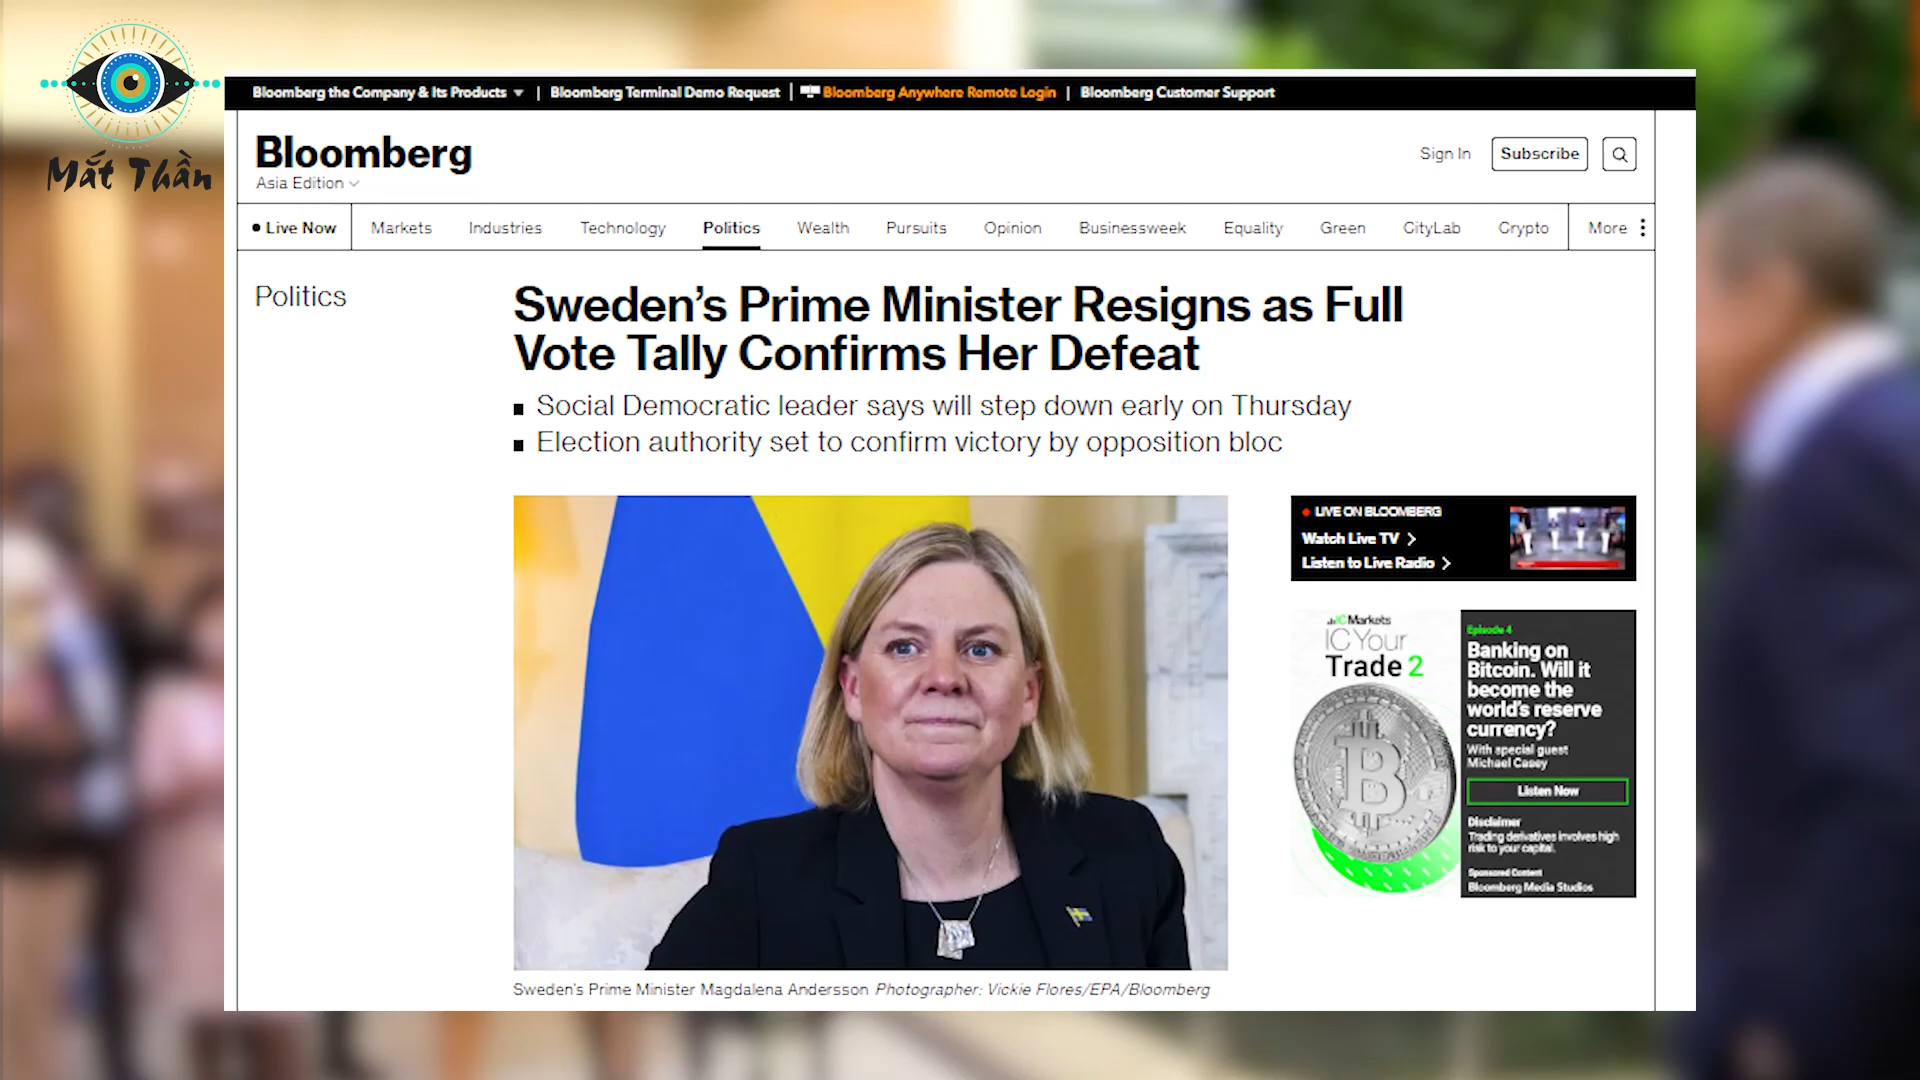 Mắt Thần
Bloomberg the Company & Its Products
Bloomberg Terminal Demo Request
Bloomberg Anywhere Remote Login
Bloomberg Customer Support
Bloomberg
Asia Edition
Sign In
Subscribe
Live Now
Markets
Industries
Technology
Politics
Wealth
Pursuits
Opinion
Businessweek
Equality
Green
CityLab
Crypto
More
Politics
Sweden’s Prime Minister Resigns as Full
Vote Tally Confirms Her Defeat
Social Democratic leader says will step down early on Thursday
Election authority set to confirm victory by opposition bloc
LIVE ON BLOOMBERG
Watch Live TV
Listen to Live Radio
IC Markets
IC Your
Trade 2
Episode 4
Banking on
Bitcoin. Will it
become the
world's reserve
currency?
With special guest
Michael Casey
Listen Now
Disclaimer
Trading derivatives involves high
risk to your capital.
Sponsored Content
Bloomberg Media Studios
Sweden's Prime Minister Magdalena Andersson Photographer: Vickie Flores/EPA/Bloomberg